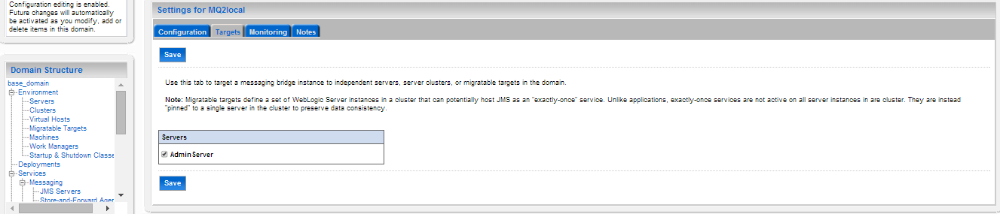 Configuration editing is enabled.
Future changes will automatically
be activated as you modify, add or
delete items in this domain.
Domain Structure
base_domain
Environment
Servers
Clusters
Virtual Hosts
Migratable Targets
Machines
Work Managers
Startup & Shutdown Classe
Deployments
Services
Messaging
JMS Servers
Store-and-Forward Ager
Settings for MQ2local
Configuration Targets Monitoring Notes
Save
Use this tab to target a messaging bridge instance to independent servers, server clusters, or migratable targets in the domain.
Note: Migratable targets define a set of WebLogic Server instances in a cluster that can potentially host JMS as an "exactly-once" service. Unlike applications, exactly-once services are not active on all server instances in are cluster. They are instead
"pinned" to a single server in the cluster to preserve data consistency.
Servers
AdminServer
Save